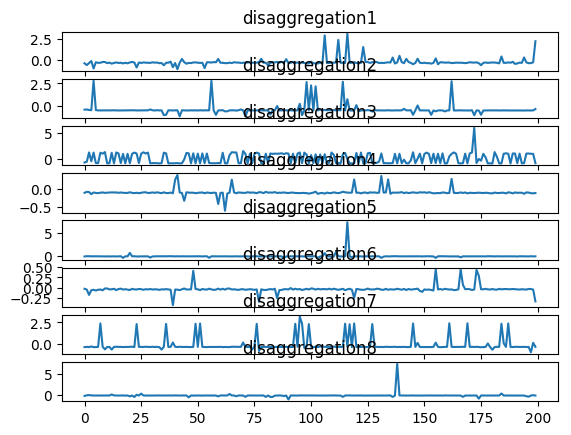 disaggregation1
2.5
0.0
disaggregation2
2.5
0.0
disaggregation3
5
0
disaggregation4
0.0
−0.5
disaggregation5
5
0
disaggregation6
0.50
0.25
0.00
−0.25
disaggregation7
2.5
0.0
disaggregation8
5
0
0 25 50 75 100 125 150 175 200